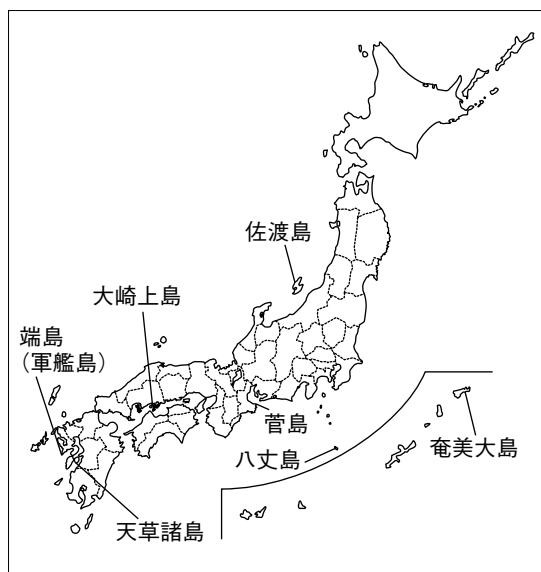 佐渡島
大崎上島
端島
（軍艦島）
菅島
八丈島
奄美大島
天草諸島